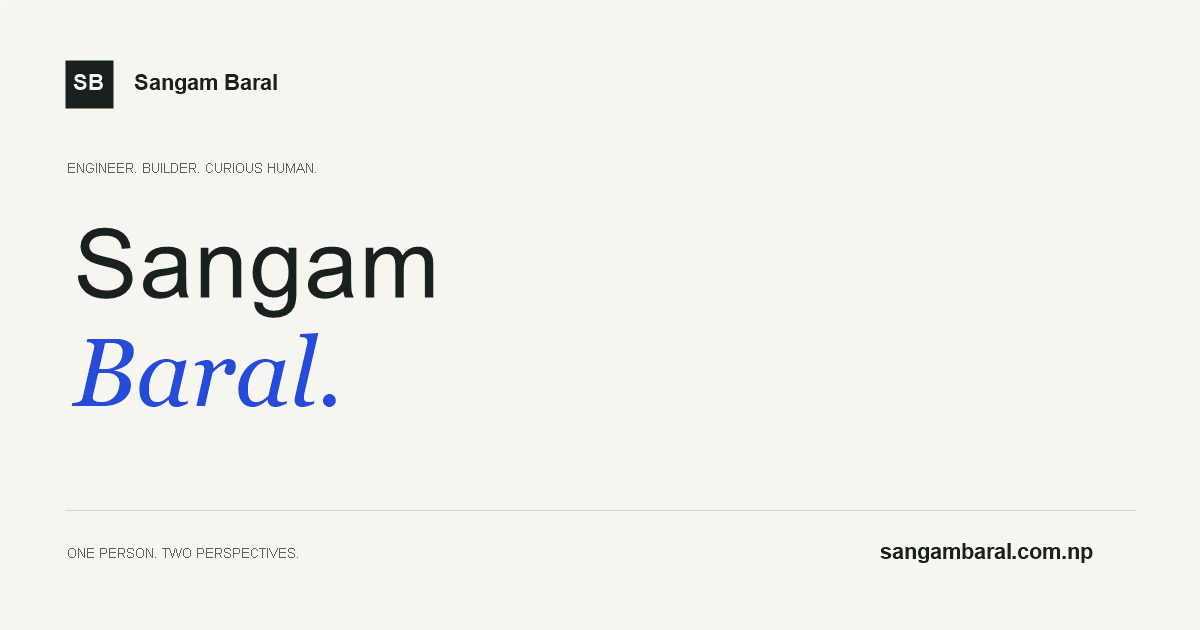 SB
Sangam Baral
ENGINEER. BUILDER. CURIOUS HUMAN.
Sangam
Baral.
ONE PERSON. TWO PERSPECTIVES.
sangambaral.com.np